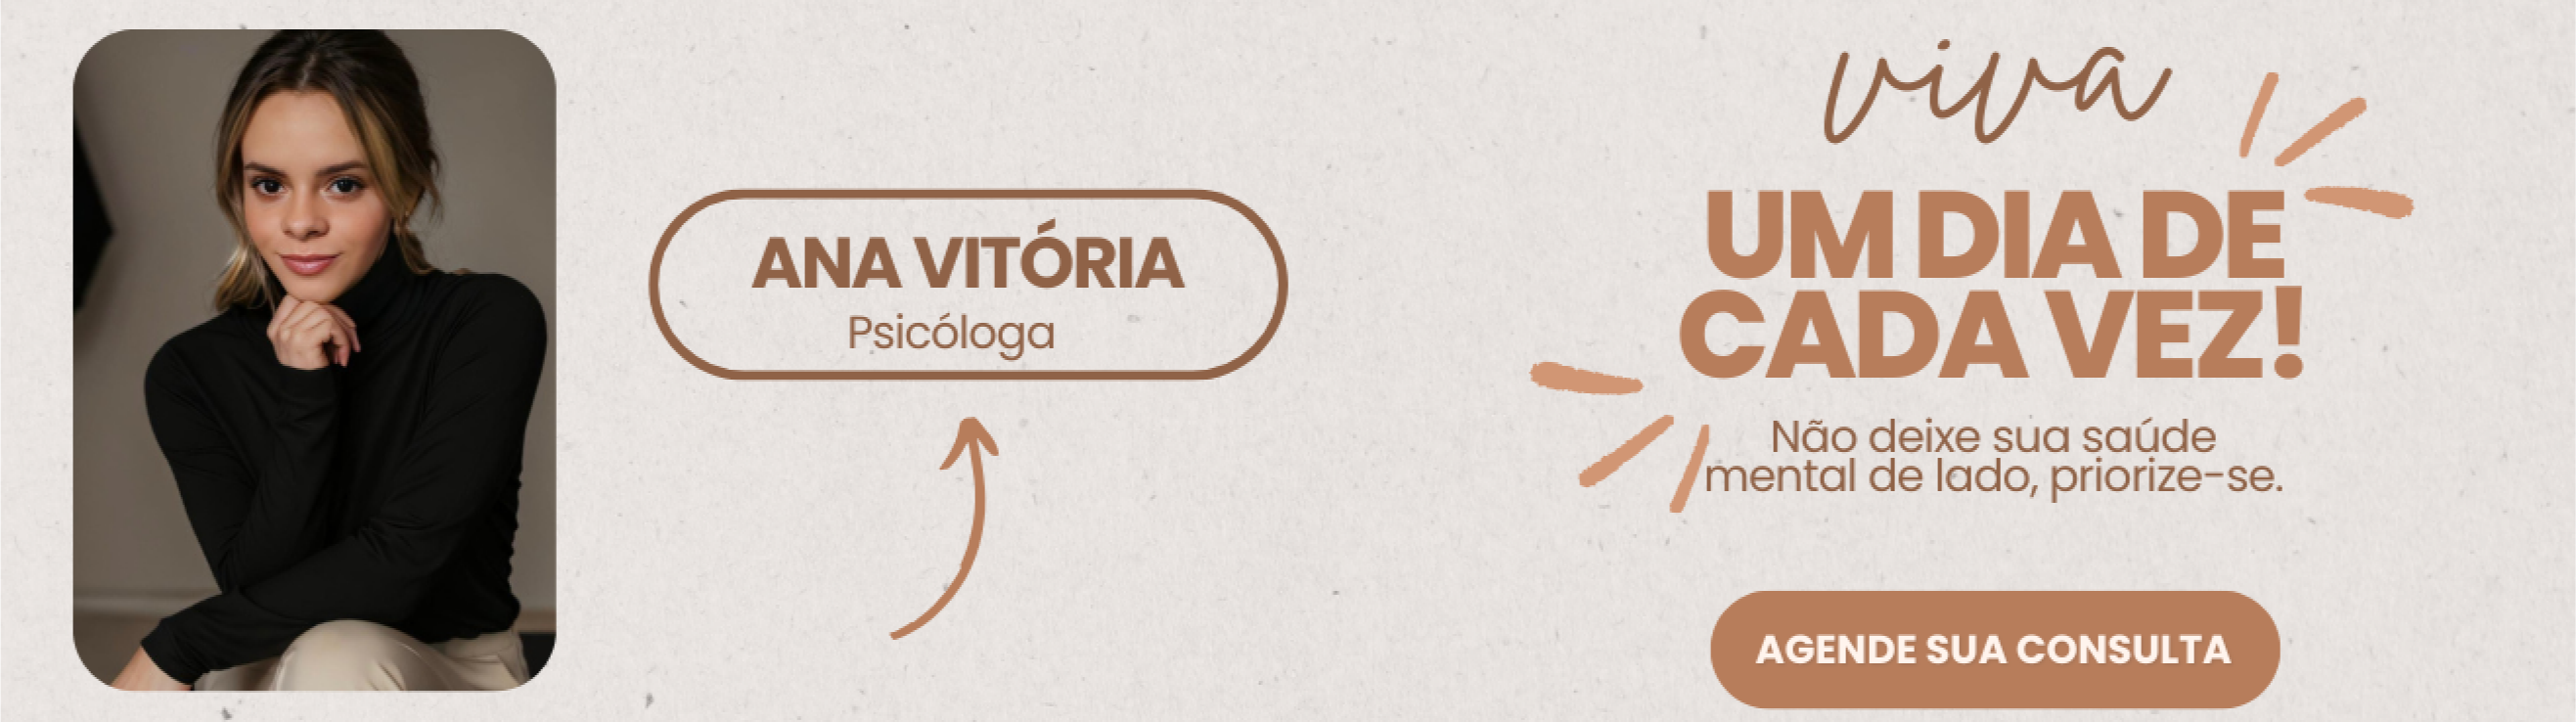 ANA VITÓRIA
Psicóloga
viva
UM DIA DE
CADA VEZ!
Não deixe sua saúde
mental de lado, priorize-se.
AGENDE SUA CONSULTA